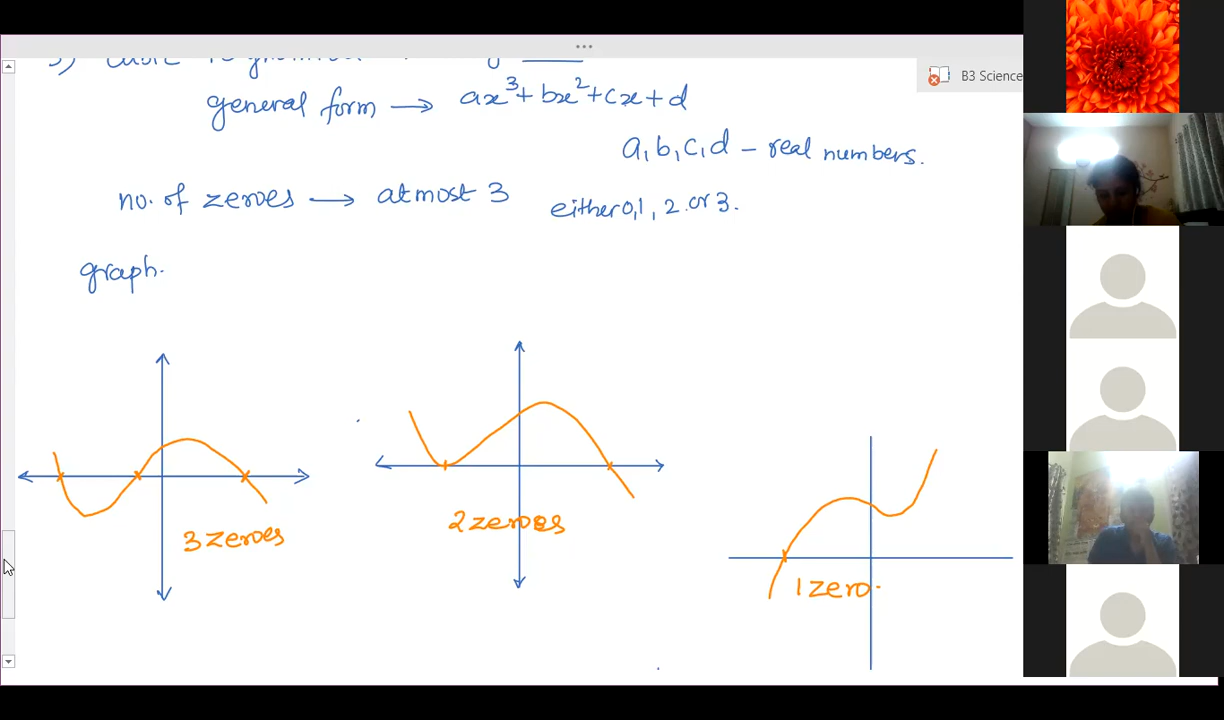 B3 Science
general form → ax³ + bx² + cx + d
a, b, c, d – real numbers.
no. of zeroes → atmost 3 either 0, 1, 2 or 3.
graph.
3 zeroes
2 zeroes
1 zero.